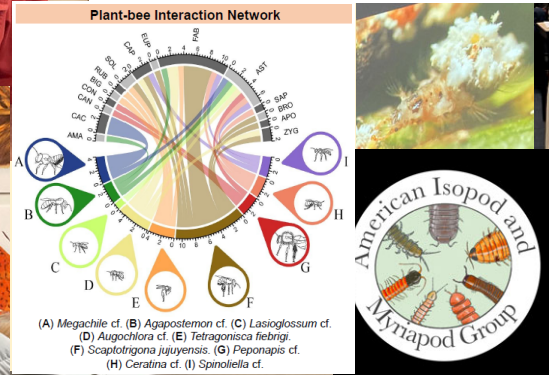 Plant-bee Interaction Network
AMA
CAC
CAN
CON
BIG
RUB
SOL
CAP
EUP
FAB
AST
SAP
BRO
APO
ZYG
A
B
C
D
E
F
G
H
I
(A) Megachile cf. (B) Agapostemon cf. (C) Lasioglossum cf.
(D) Augochlora cf. (E) Tetragonisca fiebrigi.
(F) Scaptotrigona jujuyensis. (G) Peponapis cf.
(H) Ceratina cf. (I) Spinoliella cf.
American Isopod and
Myriapod Group